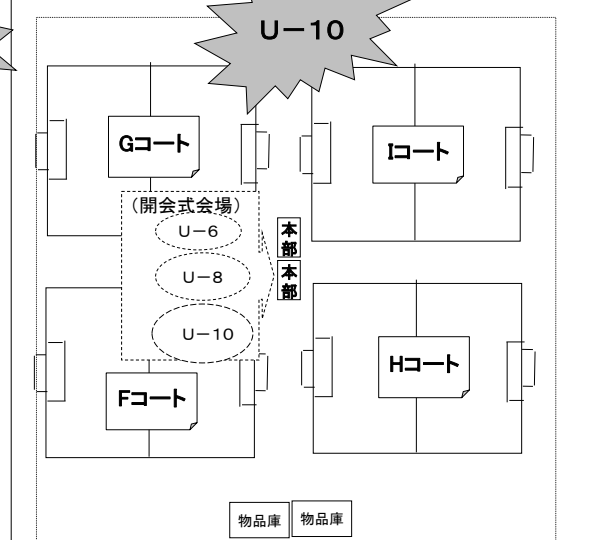 U－10
Gコート
Iコート
（開会式会場）
U－6
本部
U－8
本部
U－10
Hコート
Fコート
物品庫
物品庫